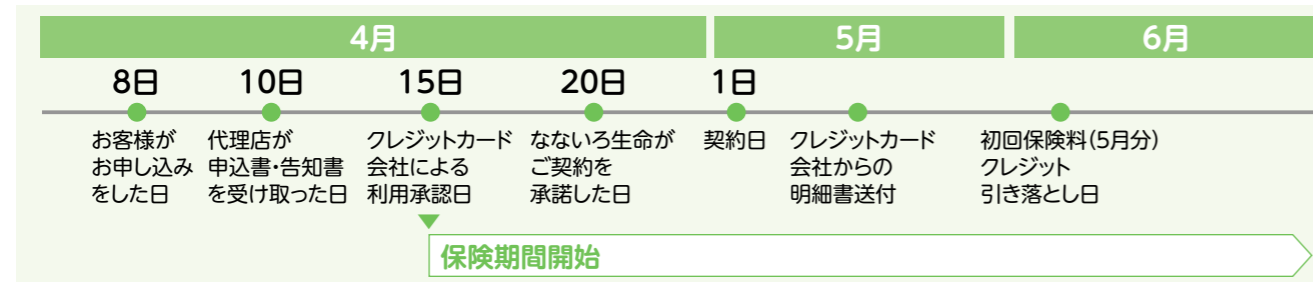 4月
5月
6月
8日
10日
15日
20日
1日
お客様が
お申し込み
をした日
代理店が
申込書・告知書
を受け取った日
クレジットカード
会社による
利用承認日
なないろ生命が
ご契約を
承諾した日
契約日
クレジットカード
会社からの
明細書送付
初回保険料(5月分)
クレジット
引き落とし日
保険期間開始